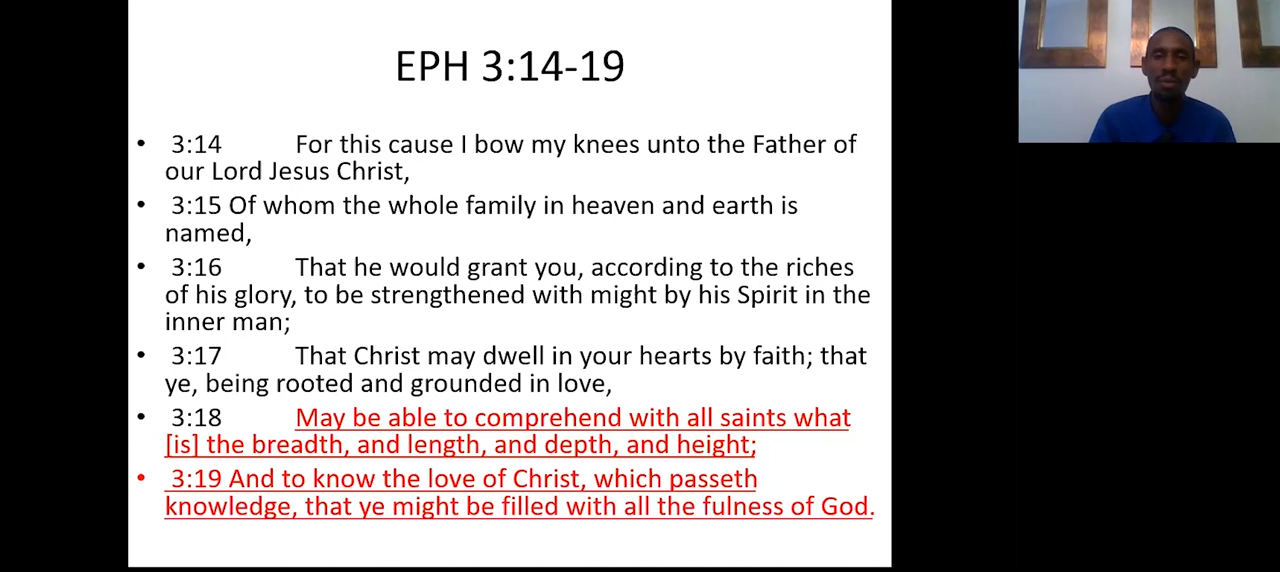 EPH 3:14-19
• 3:14 For this cause I bow my knees unto the Father of
our Lord Jesus Christ,
• 3:15 Of whom the whole family in heaven and earth is
named,
• 3:16 That he would grant you, according to the riches
of his glory, to be strengthened with might by his Spirit in the
inner man;
• 3:17 That Christ may dwell in your hearts by faith; that
ye, being rooted and grounded in love,
• 3:18 May be able to comprehend with all saints what
[is] the breadth, and length, and depth, and height;
• 3:19 And to know the love of Christ, which passeth
knowledge, that ye might be filled with all the fulness of God.